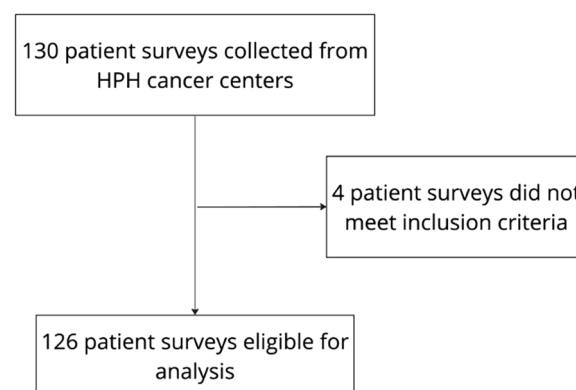 130 patient surveys collected from
HPH cancer centers
4 patient surveys did not
meet inclusion criteria
126 patient surveys eligible for
analysis